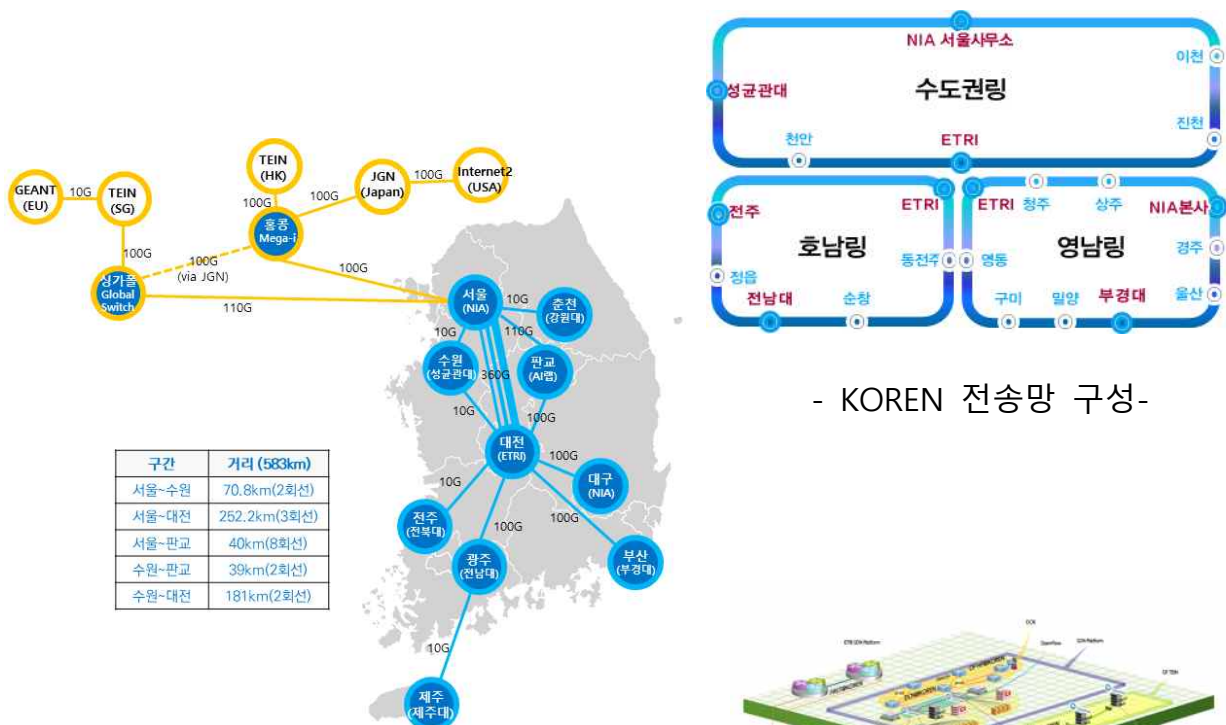 NIA 서울사무소
이천
성균관대
수도권링
진천
천안
ETRI
전주
ETRI
호남링
동전주
정읍
전남대
순창
ETRI
청주
상주
NIA본사
영남링
경주
영동
구미
밀양
부경대
울산
- KOREN 전송망 구성-
GEANT
(EU)
10G
TEIN
(SG)
TEIN
(HK)
100G
JGN
(Japan)
100G
Internet2
(USA)
100G
홍콩
Mega-i
100G
100G
(via JGN)
싱가폴
Global
Switch
100G
110G
서울
(NIA)
10G
춘천
(강원대)
10G
110G
수원
(성균관대)
360G
판교
(AI랩)
10G
100G
대전
(ETRI)
100G
대구
(NIA)
10G
100G
100G
전주
(전북대)
광주
(전남대)
부산
(부경대)
10G
제주
(제주대)
구간 거리 (583km)
서울~수원 70.8km(2회선)
서울~대전 252.2km(3회선)
서울~판교 40km(8회선)
수원~판교 39km(2회선)
수원~대전 181km(2회선)